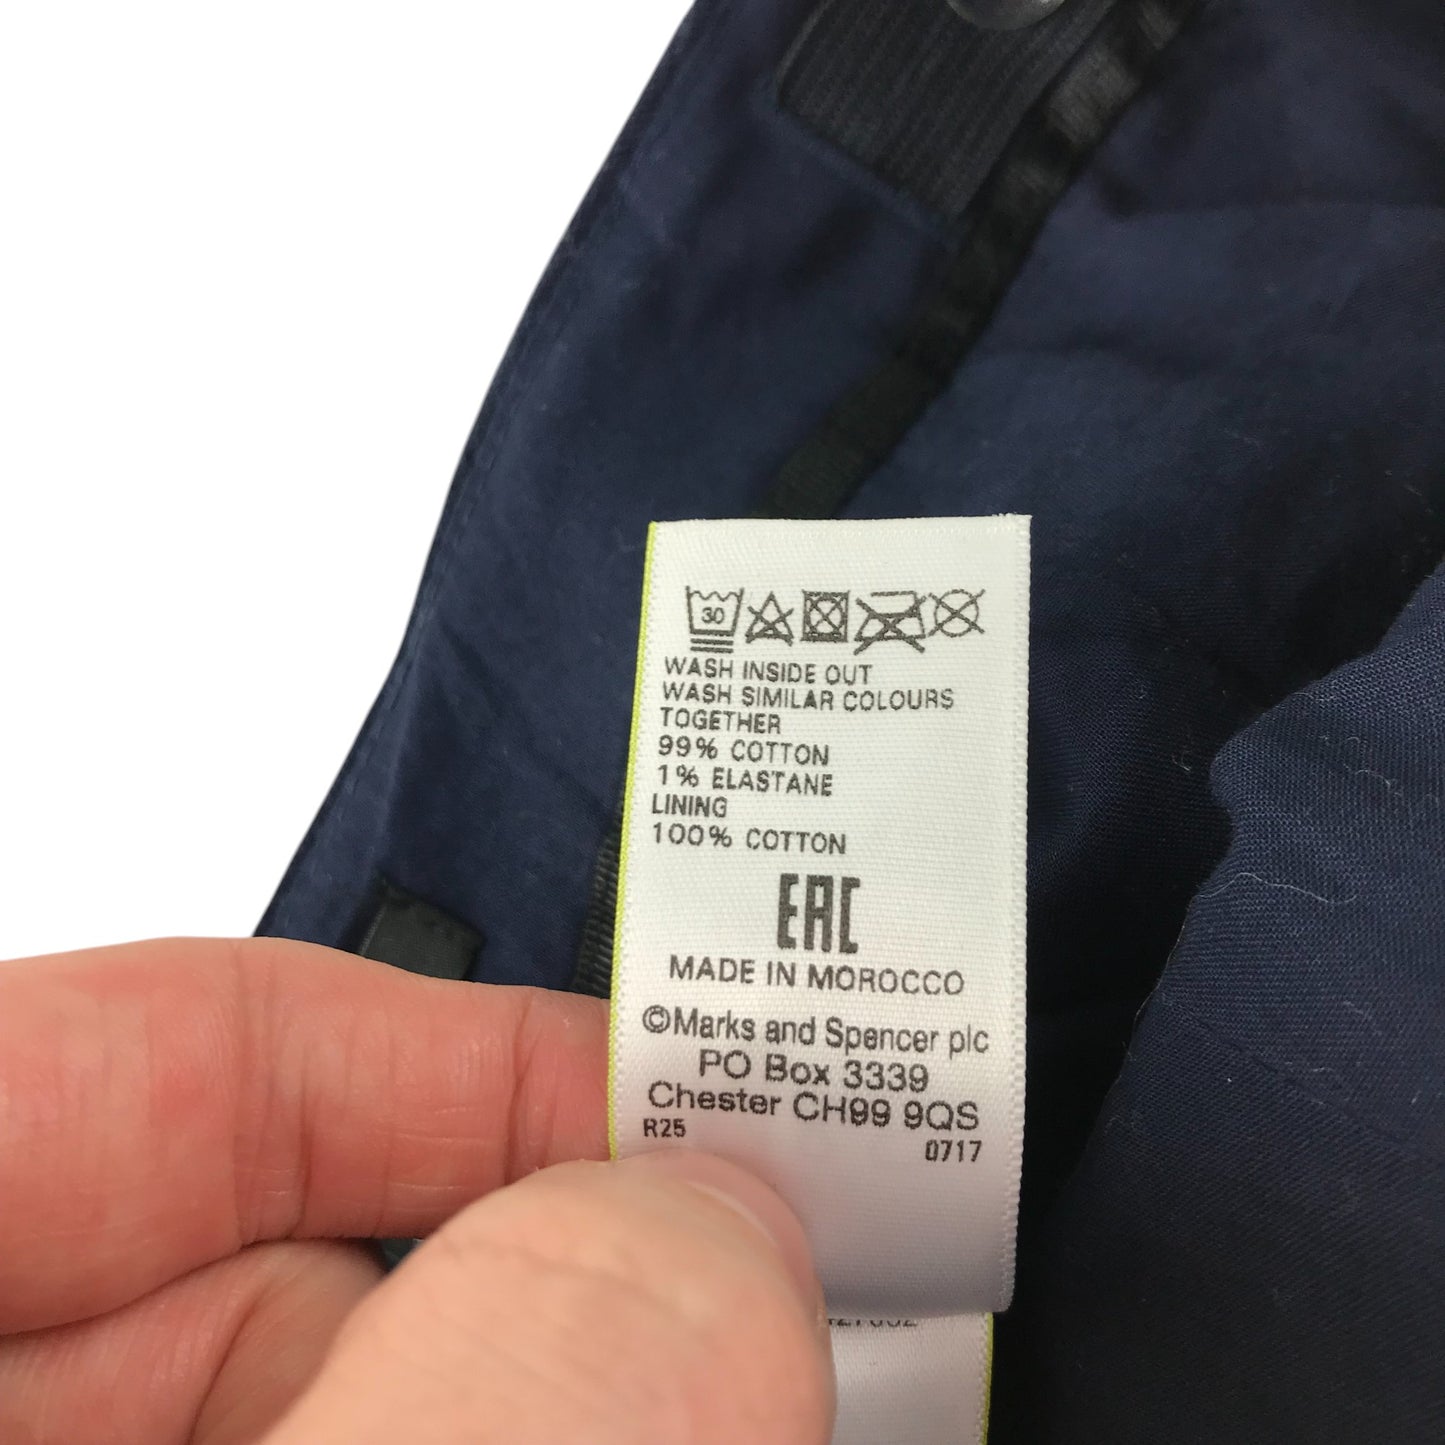 30
WASH INSIDE OUT
WASH SIMILAR COLOURS
TOGETHER
99% COTTON
1% ELASTANE
LINING
100% COTTON
EAC
MADE IN MOROCCO
©Marks and Spencer plc
PO Box 3339
Chester CH99 9QS
R25 0717